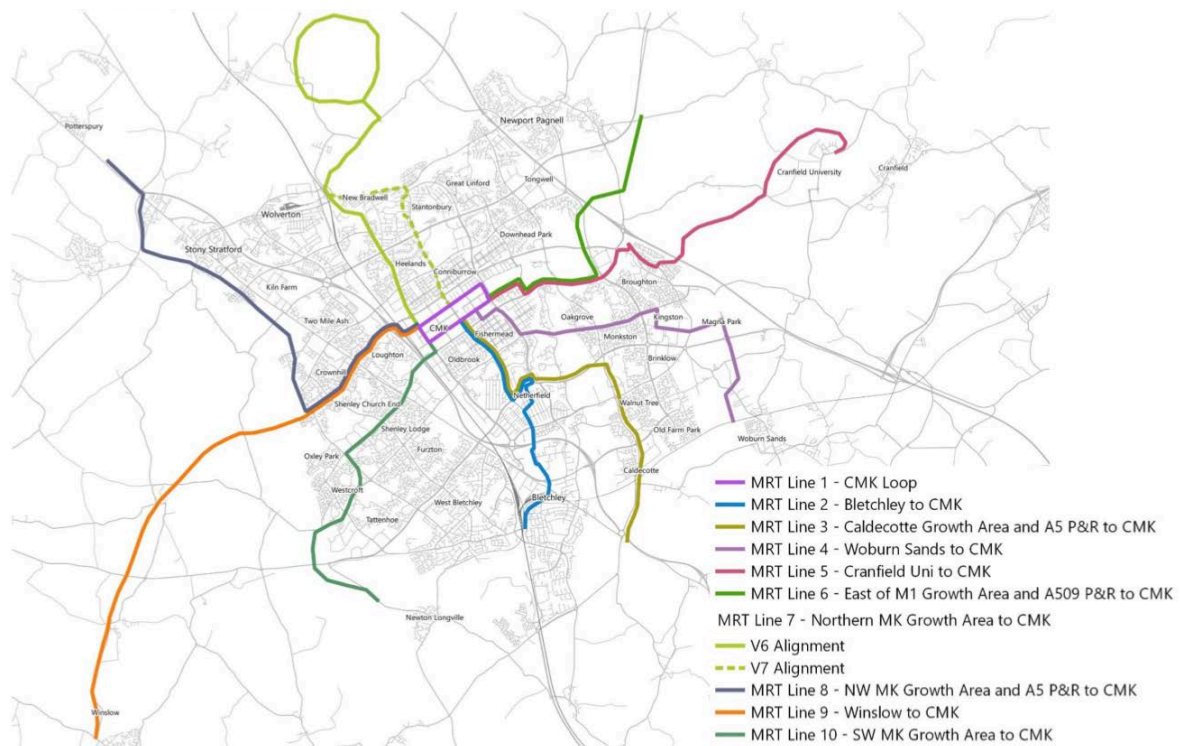 Potterspury
Newport Pagnell
Cranfield University
Cranfield
Great Linford
Tongwell
New Bradwell
Stantonbury
Wolverton
Downhead Park
Stony Stratford
Heelands
Conniburrow
Kiln Farm
Broughton
Two Mile Ash
CMK
Fishermead
Oakgrove
Kingston
Magna Park
Loughton
Oldbrook
Monkston
Brinklow
Crownhill
Netherfield
Shenley Church End
Walnut Tree
Shenley Lodge
Old Farm Park
Woburn Sands
Oxley Park
Furzton
Caldecotte
Westcroft
West Bletchley
Bletchley
Tattenhoe
Newton Longville
Winslow
MRT Line 1 - CMK Loop
MRT Line 2 - Bletchley to CMK
MRT Line 3 - Caldecotte Growth Area and A5 P&R to CMK
MRT Line 4 - Woburn Sands to CMK
MRT Line 5 - Cranfield Uni to CMK
MRT Line 6 - East of M1 Growth Area and A509 P&R to CMK
MRT Line 7 - Northern MK Growth Area to CMK
V6 Alignment
V7 Alignment
MRT Line 8 - NW MK Growth Area and A5 P&R to CMK
MRT Line 9 - Winslow to CMK
MRT Line 10 - SW MK Growth Area to CMK